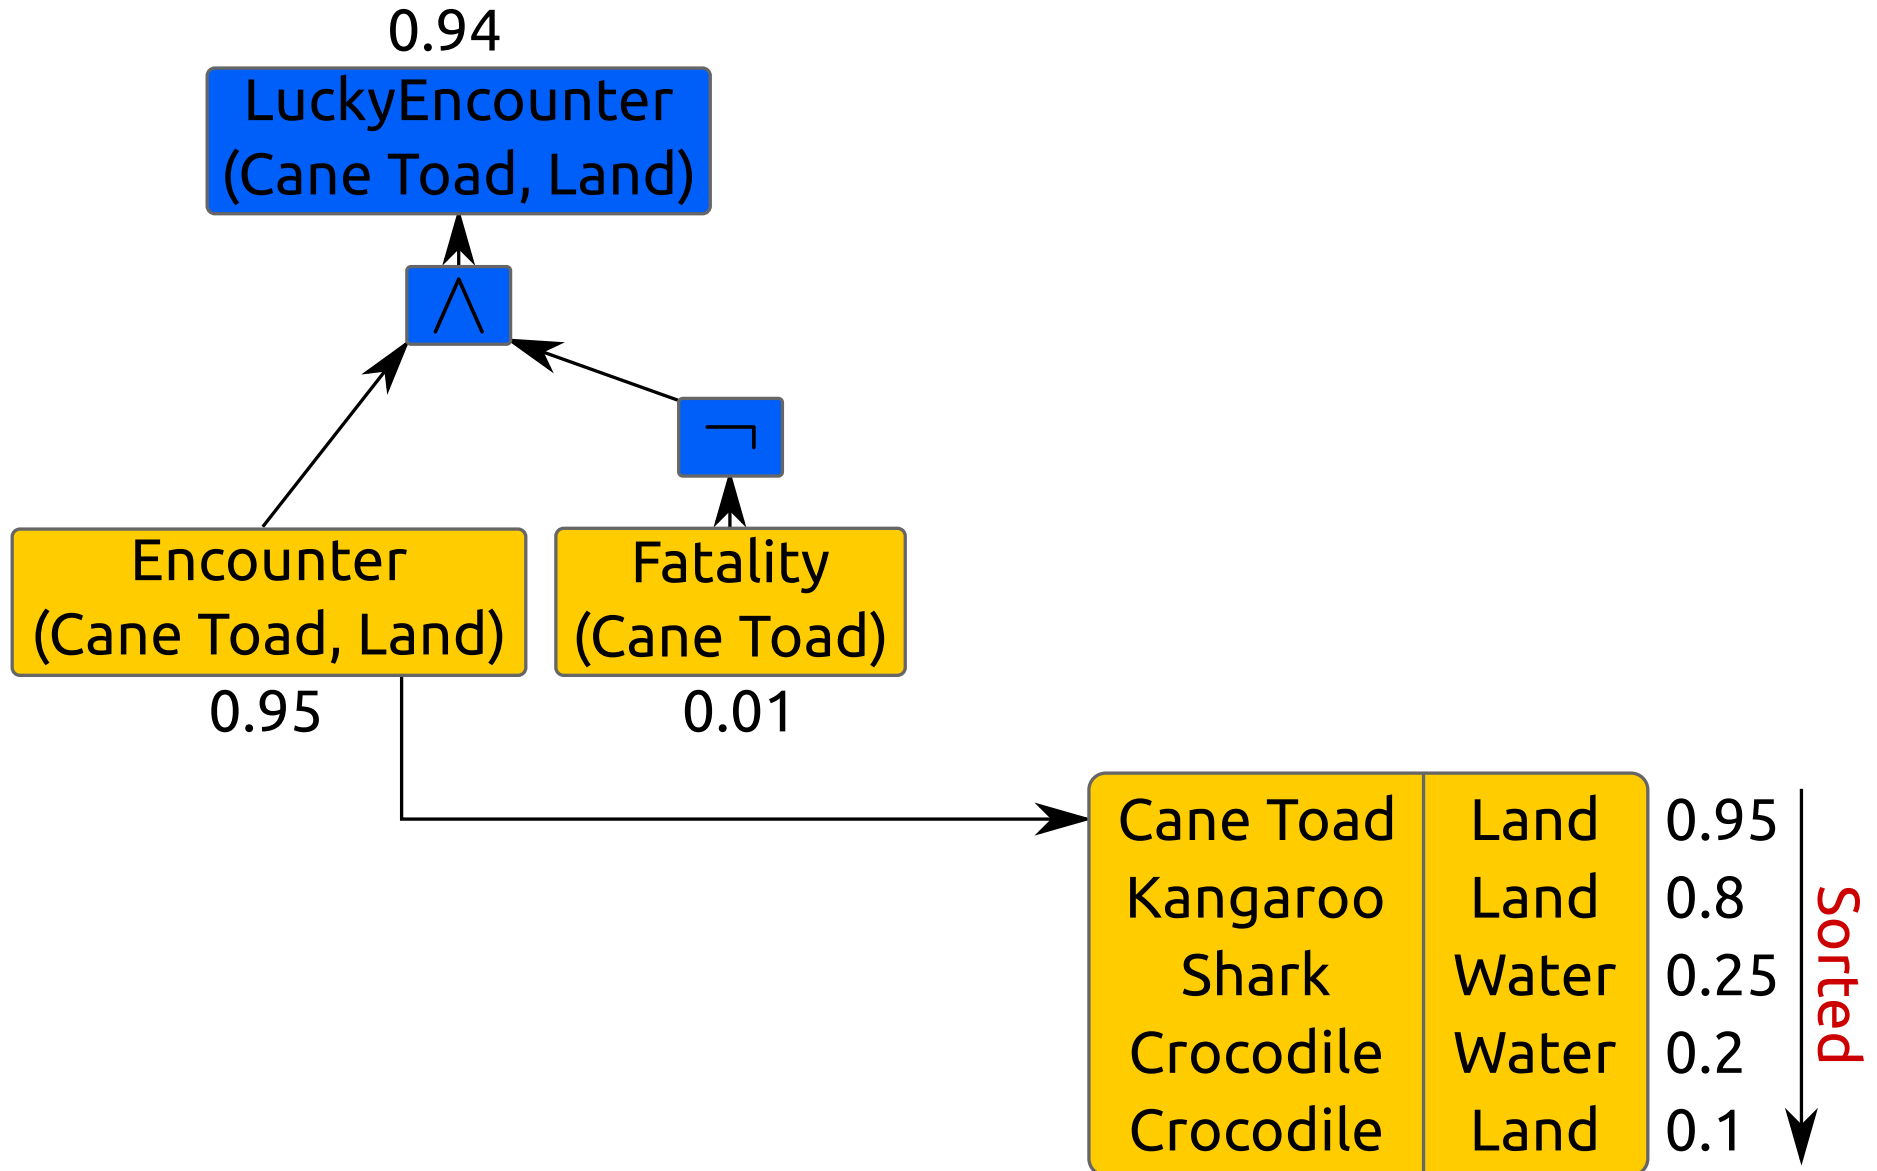 0.94
LuckyEncounter
(Cane Toad, Land)
∧
¬
Encounter
(Cane Toad, Land)
0.95
Fatality
(Cane Toad)
0.01
Cane Toad Land 0.95
Kangaroo Land 0.8
Shark Water 0.25
Crocodile Water 0.2
Crocodile Land 0.1
Sorted